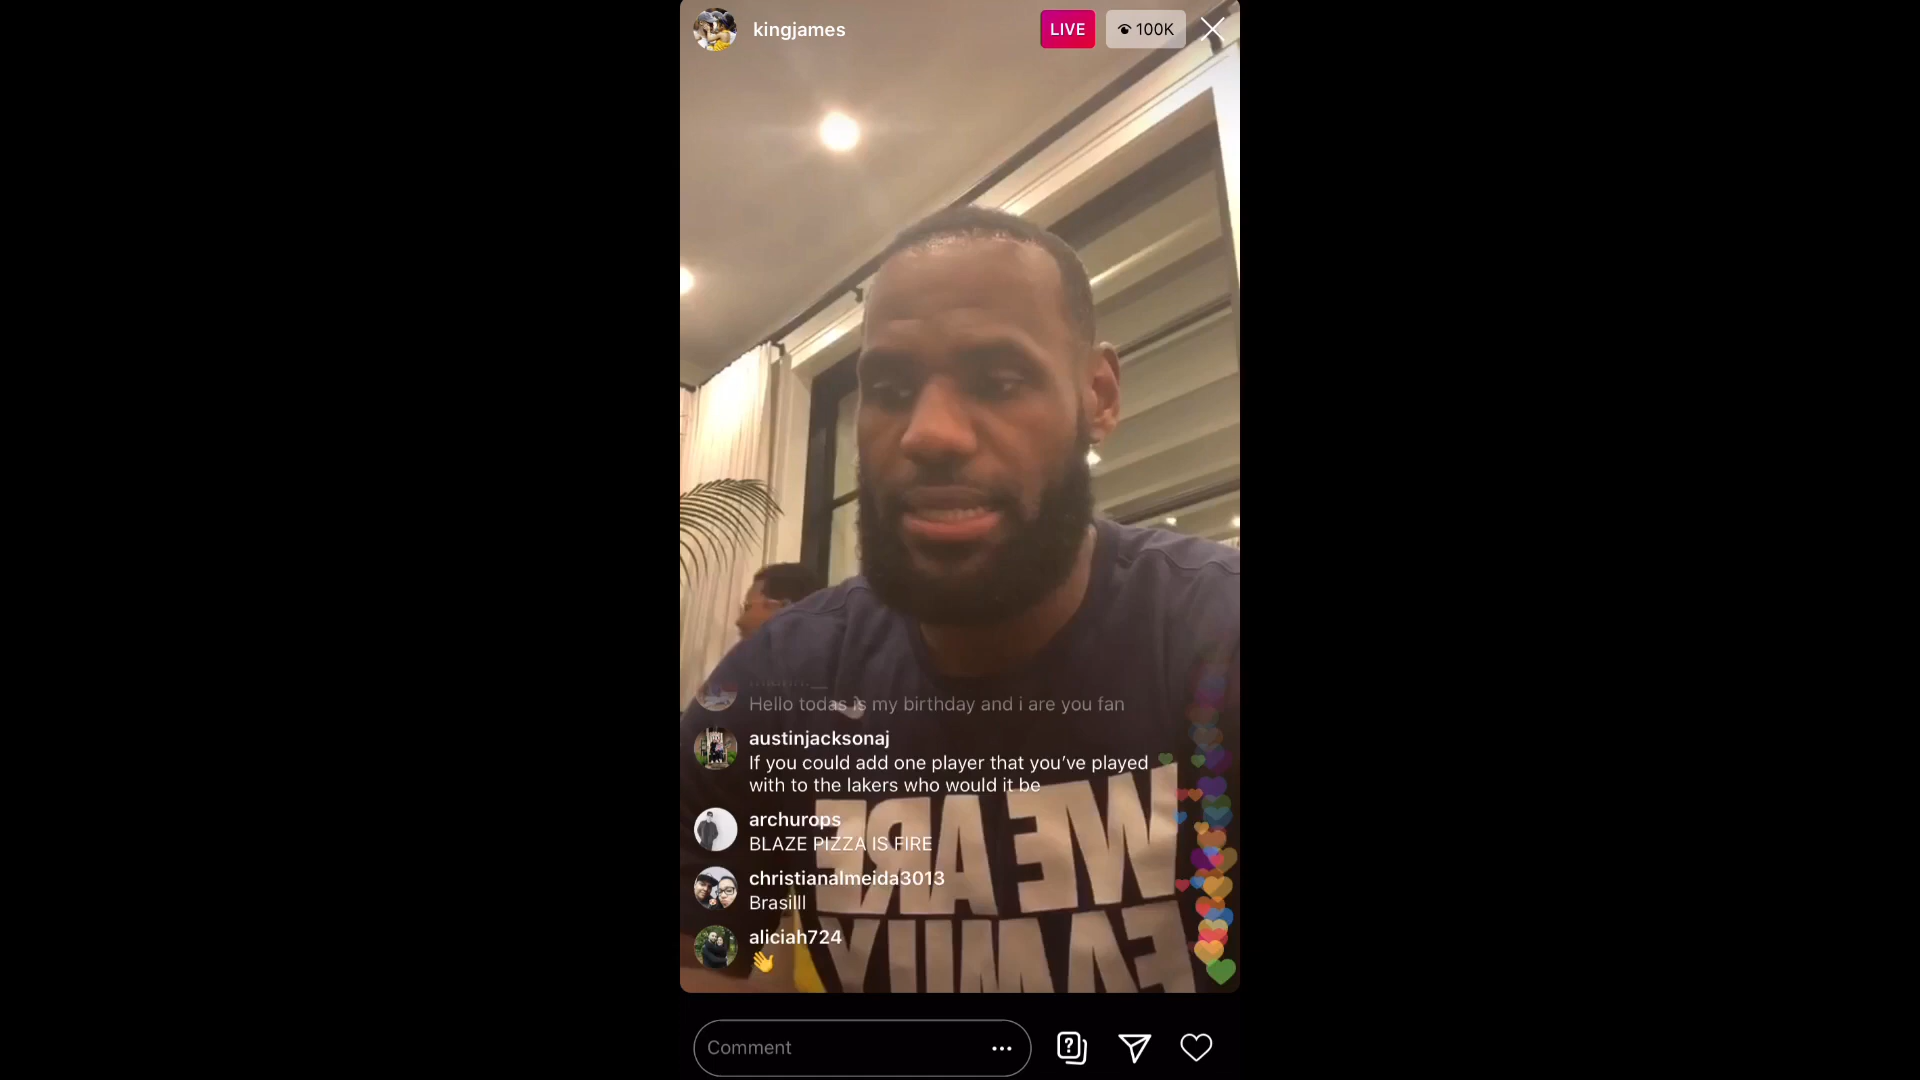 kingjames
LIVE
100K
Hello todas is my birthday and i are you fan
austinjacksonaj
If you could add one player that you’ve played
with to the lakers who would it be
archurops
BLAZE PIZZA IS FIRE
christianalmeida3013
Brasilll
aliciah724
👋
WE ARE
FAMILY
Comment